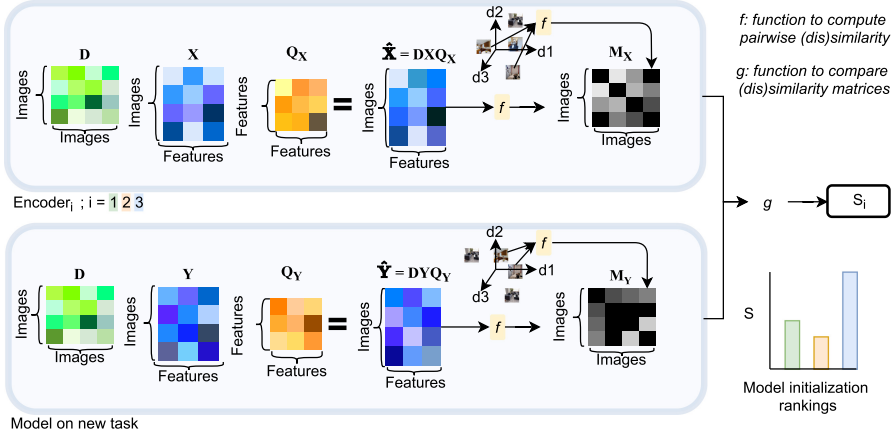 D
X
Q_X
X̂ = DXQ_X
d2
f
d1
d3
M_X
f: function to compute
pairwise (dis)similarity
g: function to compare
(dis)similarity matrices
Images
Images
Features
Images
f
Images
Images
Features
Features
Features
Images
Encoder_i ; i = 1 2 3
g
S_i
D
Y
Q_Y
Ŷ = DYQ_Y
d2
f
d1
d3
M_Y
Images
Images
Features
Images
f
Images
Images
Features
Features
Features
Images
S
Model initialization
rankings
Model on new task